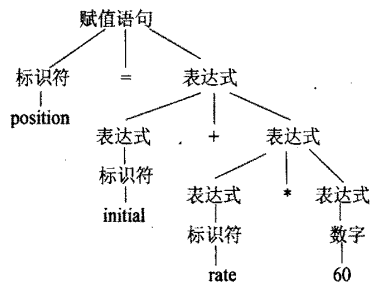 赋值语句
标识符 = 表达式
position
表达式 + 表达式
标识符
initial
表达式 * 表达式
标识符 数字
rate 60